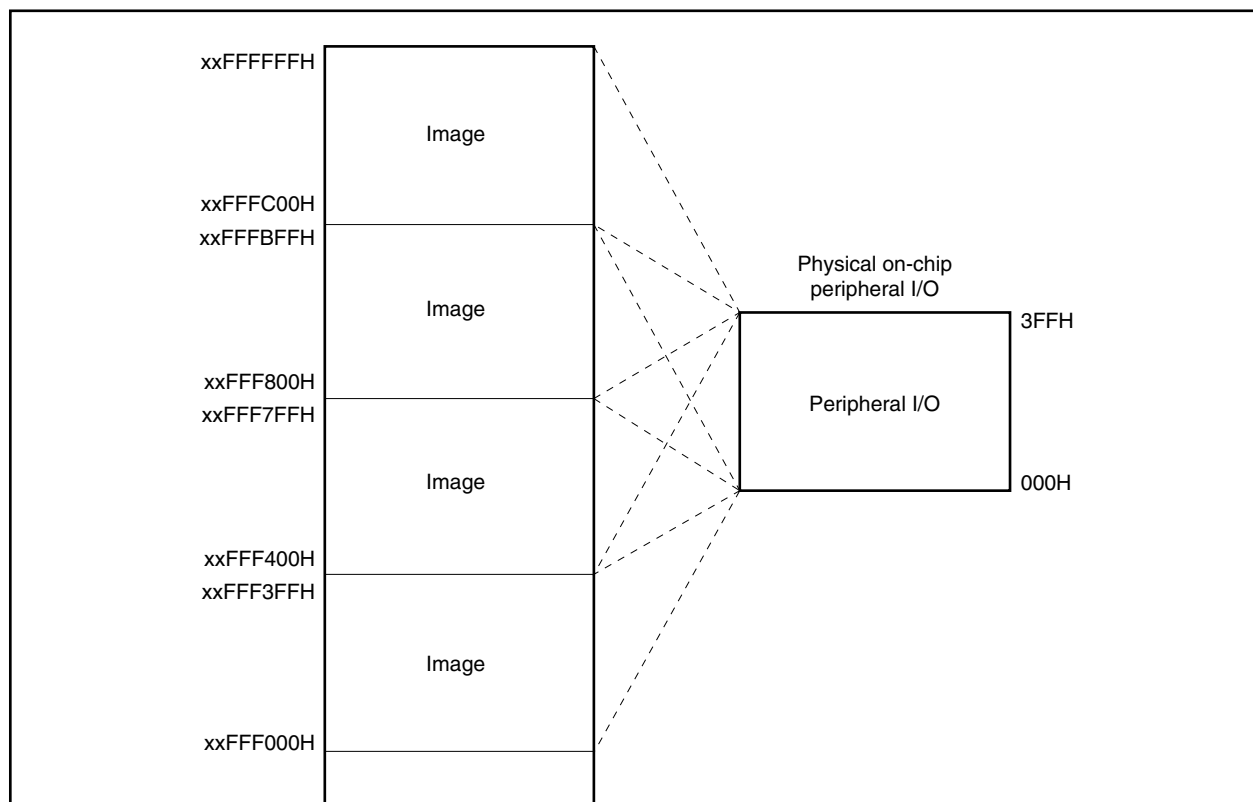 xxFFFFFFH
Image
xxFFFC00H
xxFFFBFFH
Image
xxFFF800H
xxFFF7FFH
Image
xxFFF400H
xxFFF3FFH
Image
xxFFF000H
Physical on-chip
peripheral I/O
3FFH
Peripheral I/O
000H